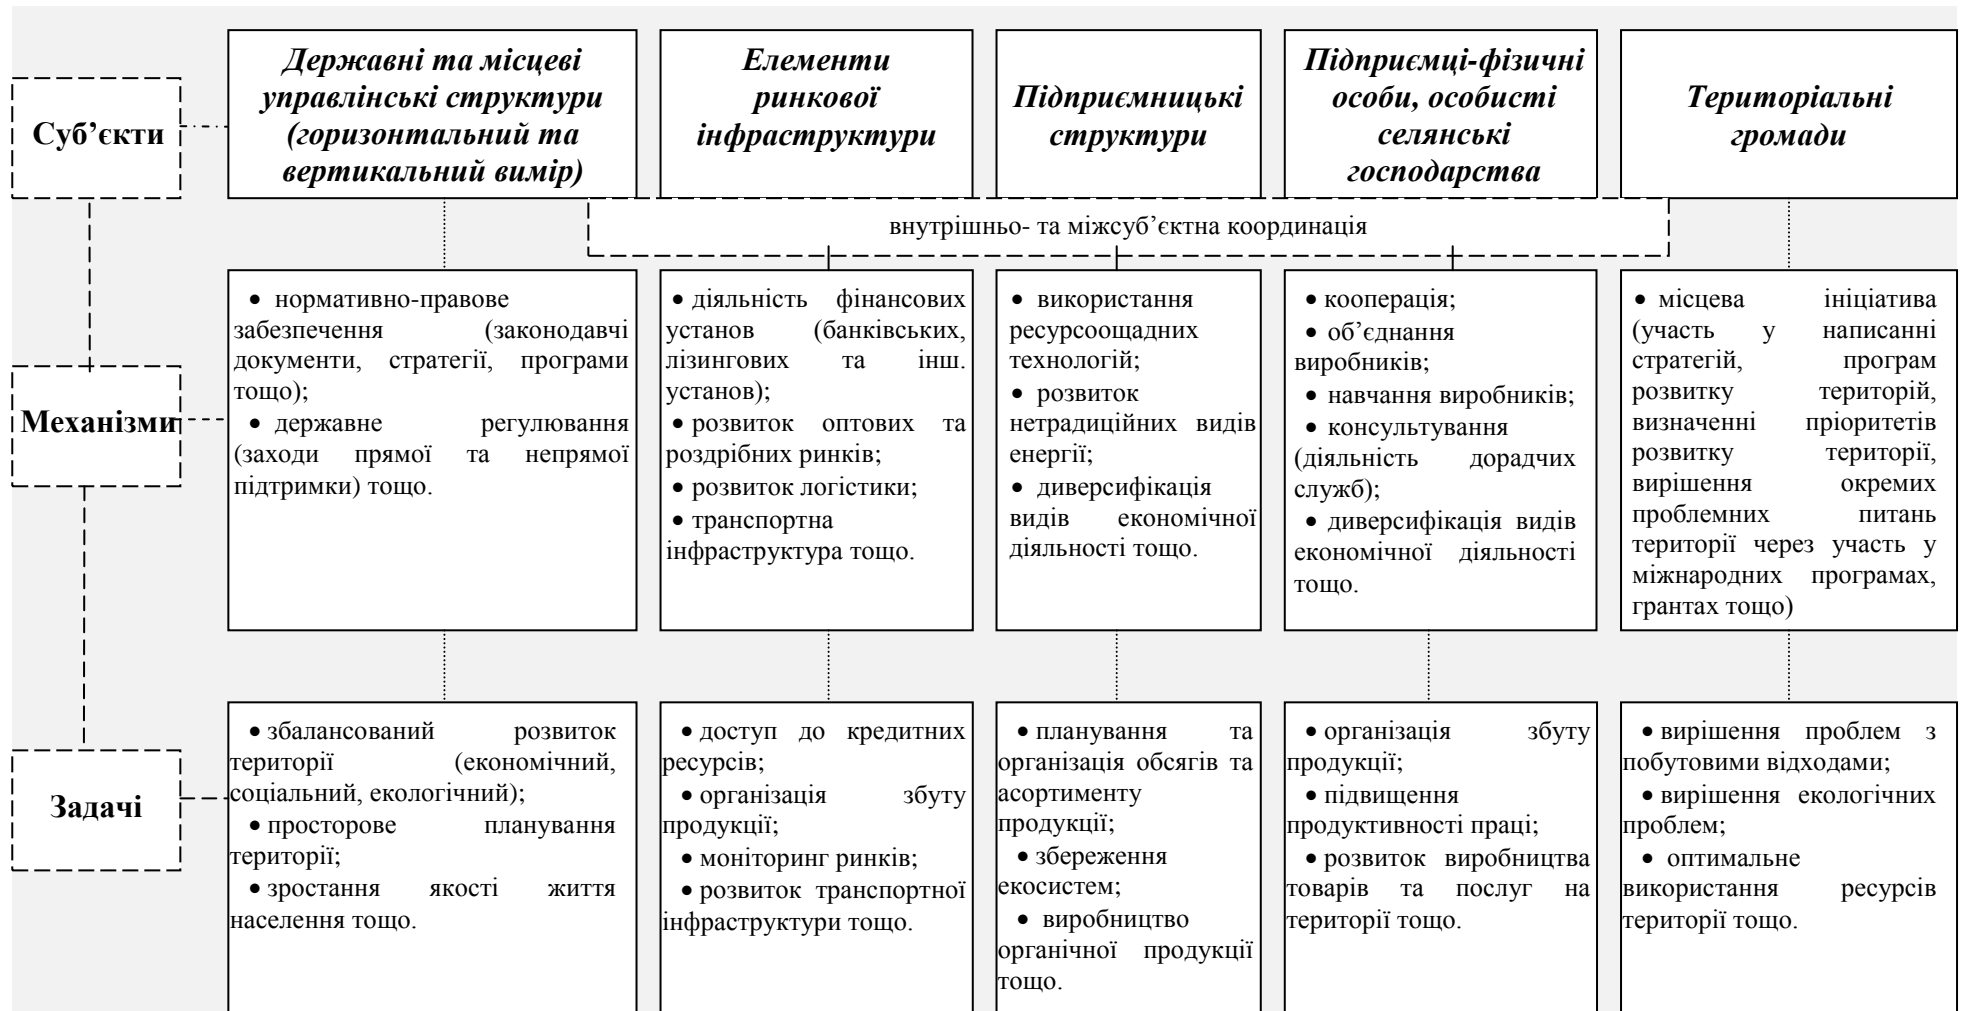 Суб’єкти
Державні та місцеві
управлінські структури
(горизонтальний та
вертикальний вимір)
Елементи
ринкової
інфраструктури
Підприємницькі
структури
Підприємці-фізичні
особи, особисті
селянські
господарства
Територіальні
громади
внутрішньо- та міжсуб’єктна координація
Механізми
• нормативно-правове
забезпечення (законодавчі
документи, стратегії, програми
тощо);
• державне регулювання
(заходи прямої та непрямої
підтримки) тощо.
• діяльність фінансових
установ (банківських,
лізингових та інш.
установ);
• розвиток оптових та
роздрібних ринків;
• розвиток логістики;
• транспортна
інфраструктура тощо.
• використання
ресурсоощадних
технологій;
• розвиток
нетрадиційних видів
енергії;
• диверсифікація
видів економічної
діяльності тощо.
• кооперація;
• об’єднання
виробників;
• навчання виробників;
• консультування
(діяльність дорадчих
служб);
• диверсифікація видів
економічної діяльності
тощо.
• місцева ініціатива
(участь у написанні
стратегій, програм
розвитку територій,
визначенні пріоритетів
розвитку території,
вирішення окремих
проблемних питань
території через участь у
міжнародних програмах,
грантах тощо)
Задачі
• збалансований розвиток
території (економічний,
соціальний, екологічний);
• просторове планування
території;
• зростання якості життя
населення тощо.
• доступ до кредитних
ресурсів;
• організація збуту
продукції;
• моніторинг ринків;
• розвиток транспортної
інфраструктури тощо.
• планування та
організація обсягів та
асортименту
продукції;
• збереження
екосистем;
• виробництво
органічної продукції
тощо.
• організація збуту
продукції;
• підвищення
продуктивності праці;
• розвиток виробництва
товарів та послуг на
території тощо.
• вирішення проблем з
побутовими відходами;
• вирішення екологічних
проблем;
• оптимальне
використання ресурсів
території тощо.